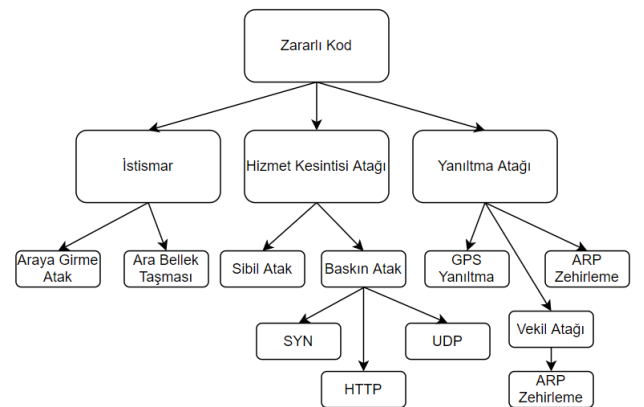 Zararlı Kod
İstismar
Hizmet Kesintisi Atağı
Yanıltma Atağı
Araya Girme
Atak
Ara Bellek
Taşması
Sibil Atak
Baskın Atak
GPS
Yanıltma
ARP
Zehirleme
SYN
UDP
Vekil Atağı
HTTP
ARP
Zehirleme